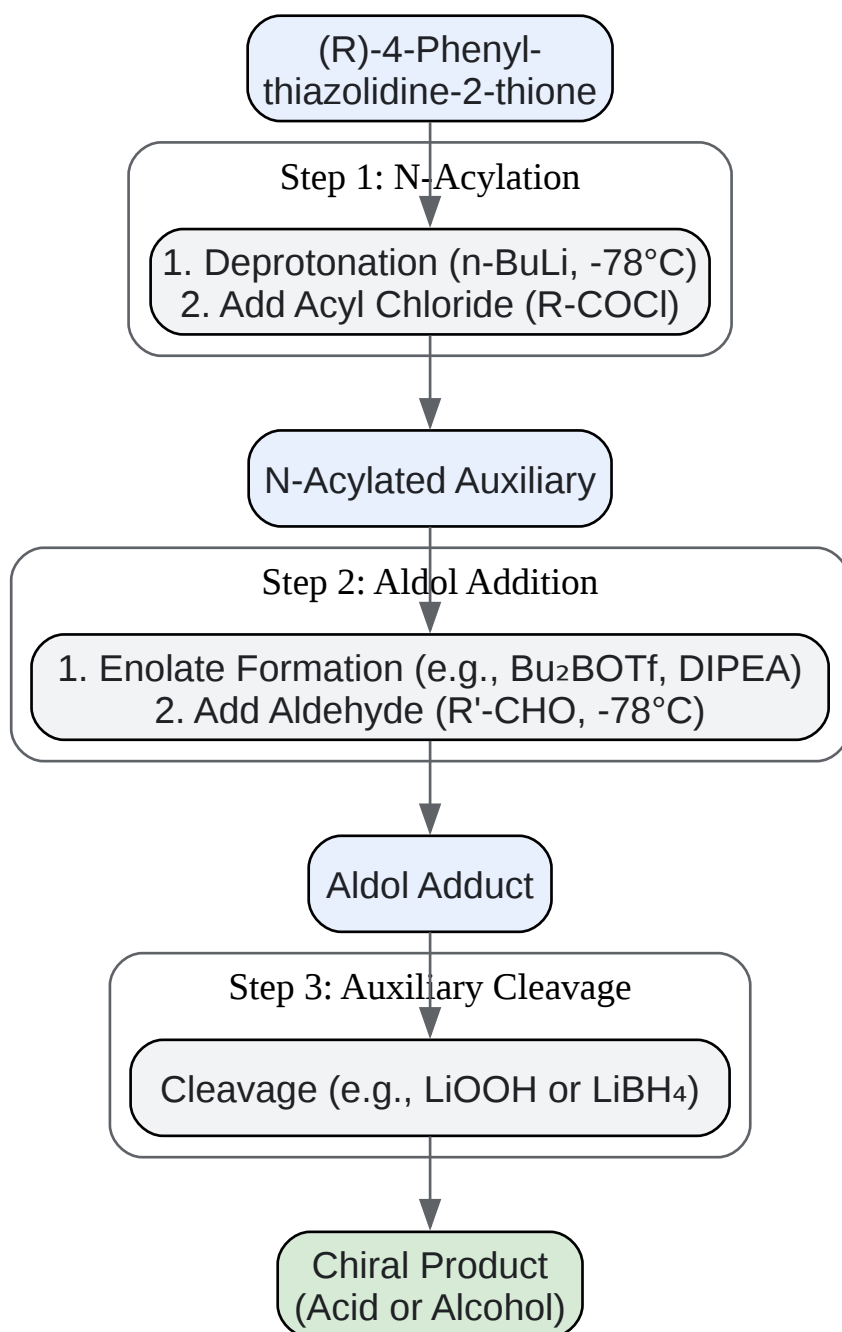 (R)-4-Phenyl-
thiazolidine-2-thione
Step 1: N-Acylation
1. Deprotonation (n-BuLi, -78°C)
2. Add Acyl Chloride (R-COCl)
N-Acylated Auxiliary
Step 2: Aldol Addition
1. Enolate Formation (e.g., Bu₂BOTf, DIPEA)
2. Add Aldehyde (R'-CHO, -78°C)
Aldol Adduct
Step 3: Auxiliary Cleavage
Cleavage (e.g., LiOOH or LiBH₄)
Chiral Product
(Acid or Alcohol)